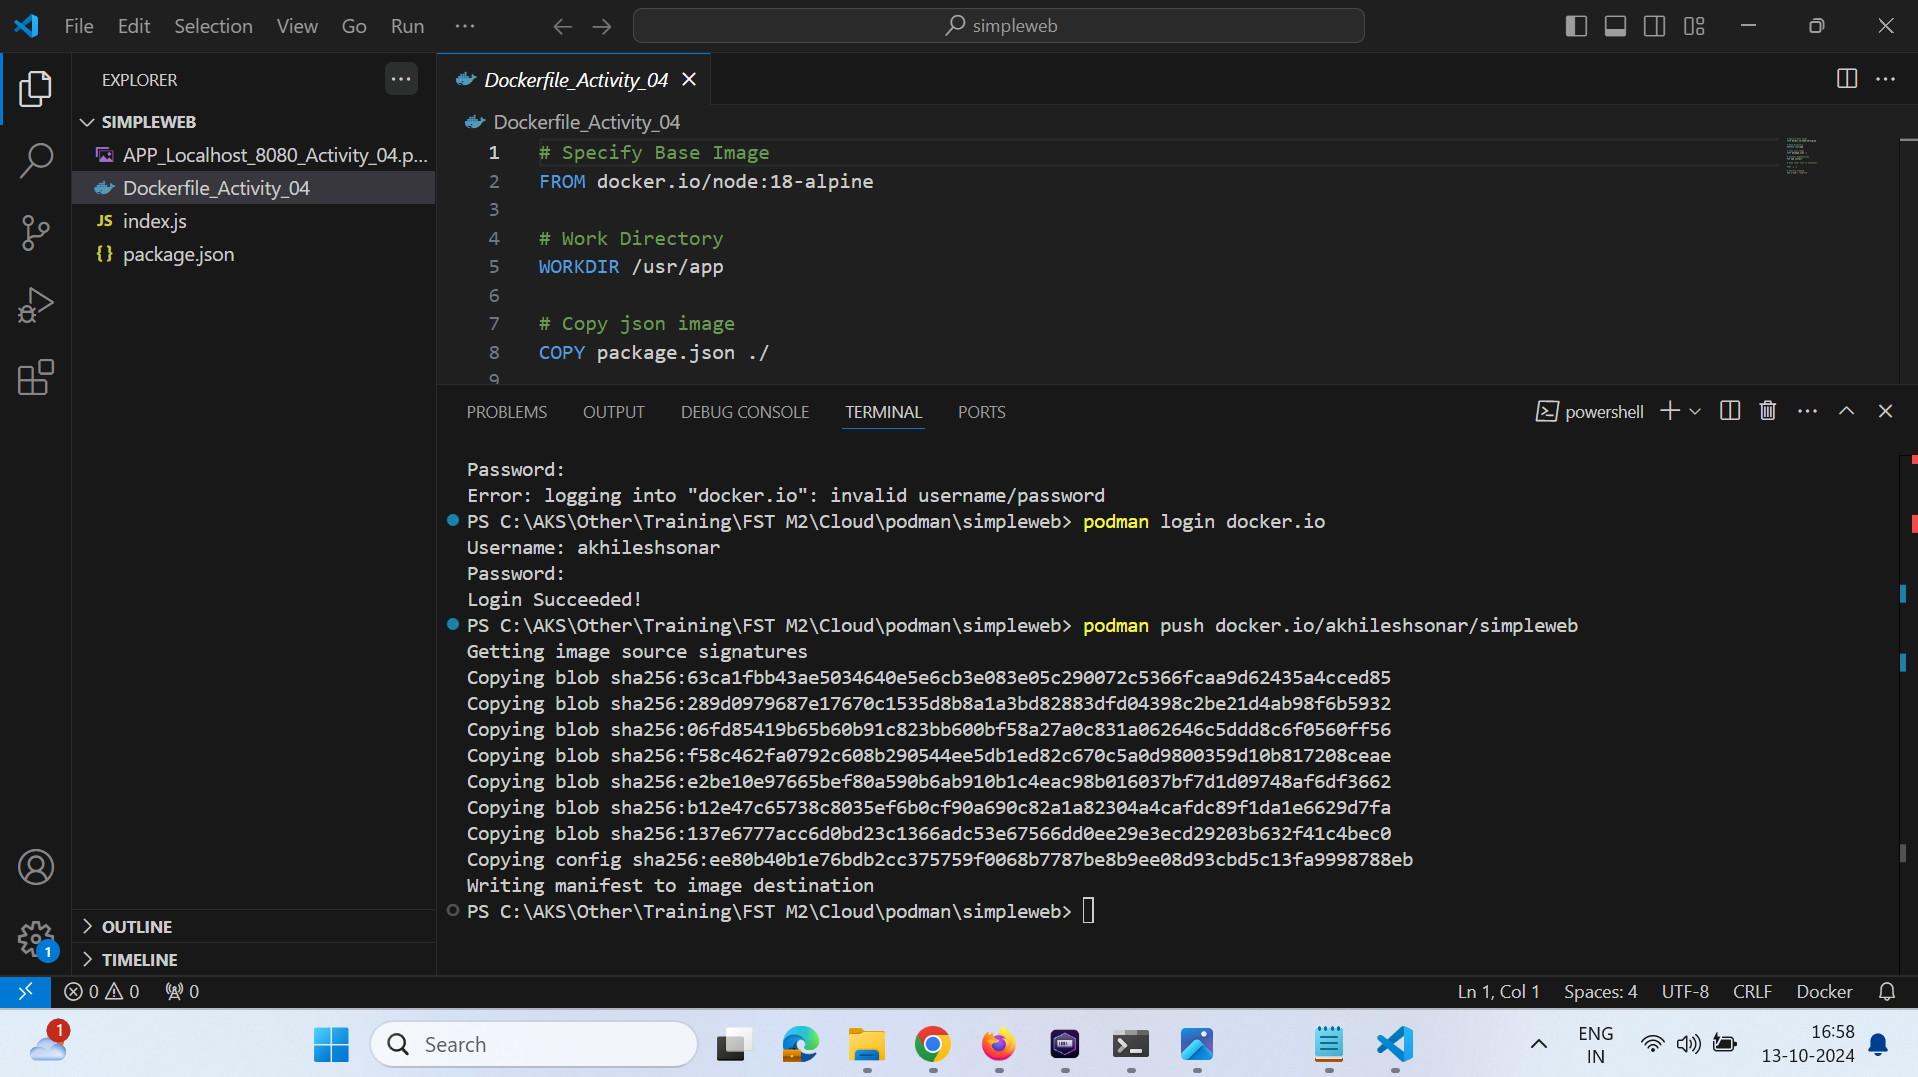 File Edit Selection View Go Run ···
simpleweb
EXPLORER
SIMPLEWEB
APP_Localhost_8080_Activity_04.p...
Dockerfile_Activity_04
JS index.js
{} package.json
OUTLINE
TIMELINE
Dockerfile_Activity_04
Dockerfile_Activity_04
1 # Specify Base Image
2 FROM docker.io/node:18-alpine
3
4 # Work Directory
5 WORKDIR /usr/app
6
7 # Copy json image
8 COPY package.json ./
9
PROBLEMS OUTPUT DEBUG CONSOLE TERMINAL PORTS
powershell
Password:
Error: logging into "docker.io": invalid username/password
PS C:\AKS\Other\Training\FST M2\Cloud\podman\simpleweb> podman login docker.io
Username: akhileshsonar
Password:
Login Succeeded!
PS C:\AKS\Other\Training\FST M2\Cloud\podman\simpleweb> podman push docker.io/akhileshsonar/simpleweb
Getting image source signatures
Copying blob sha256:63ca1fbb43ae5034640e5e6cb3e083e05c290072c5366fcaa9d62435a4cced85
Copying blob sha256:289d0979687e17670c1535d8b8a1a3bd82883dfd04398c2be21d4ab98f6b5932
Copying blob sha256:06fd85419b65b60b91c823bb600bf58a27a0c831a062646c5ddd8c6f0560ff56
Copying blob sha256:f58c462fa0792c608b290544ee5db1ed82c670c5a0d9800359d10b817208ceae
Copying blob sha256:e2be10e97665bef80a590b6ab910b1c4eac98b016037bf7d1d09748af6df3662
Copying blob sha256:b12e47c65738c8035ef6b0cf90a690c82a1a82304a4cafdc89f1da1e6629d7fa
Copying blob sha256:137e6777acc6d0bd23c1366adc53e67566dd0ee29e3ecd29203b632f41c4bec0
Copying config sha256:ee80b40b1e76bdb2cc375759f0068b7787be8b9ee08d93cbd5c13fa9998788eb
Writing manifest to image destination
PS C:\AKS\Other\Training\FST M2\Cloud\podman\simpleweb>
1
0 0 0
Ln 1, Col 1 Spaces: 4 UTF-8 CRLF Docker
1
Search
ENG
IN
16:58
13-10-2024